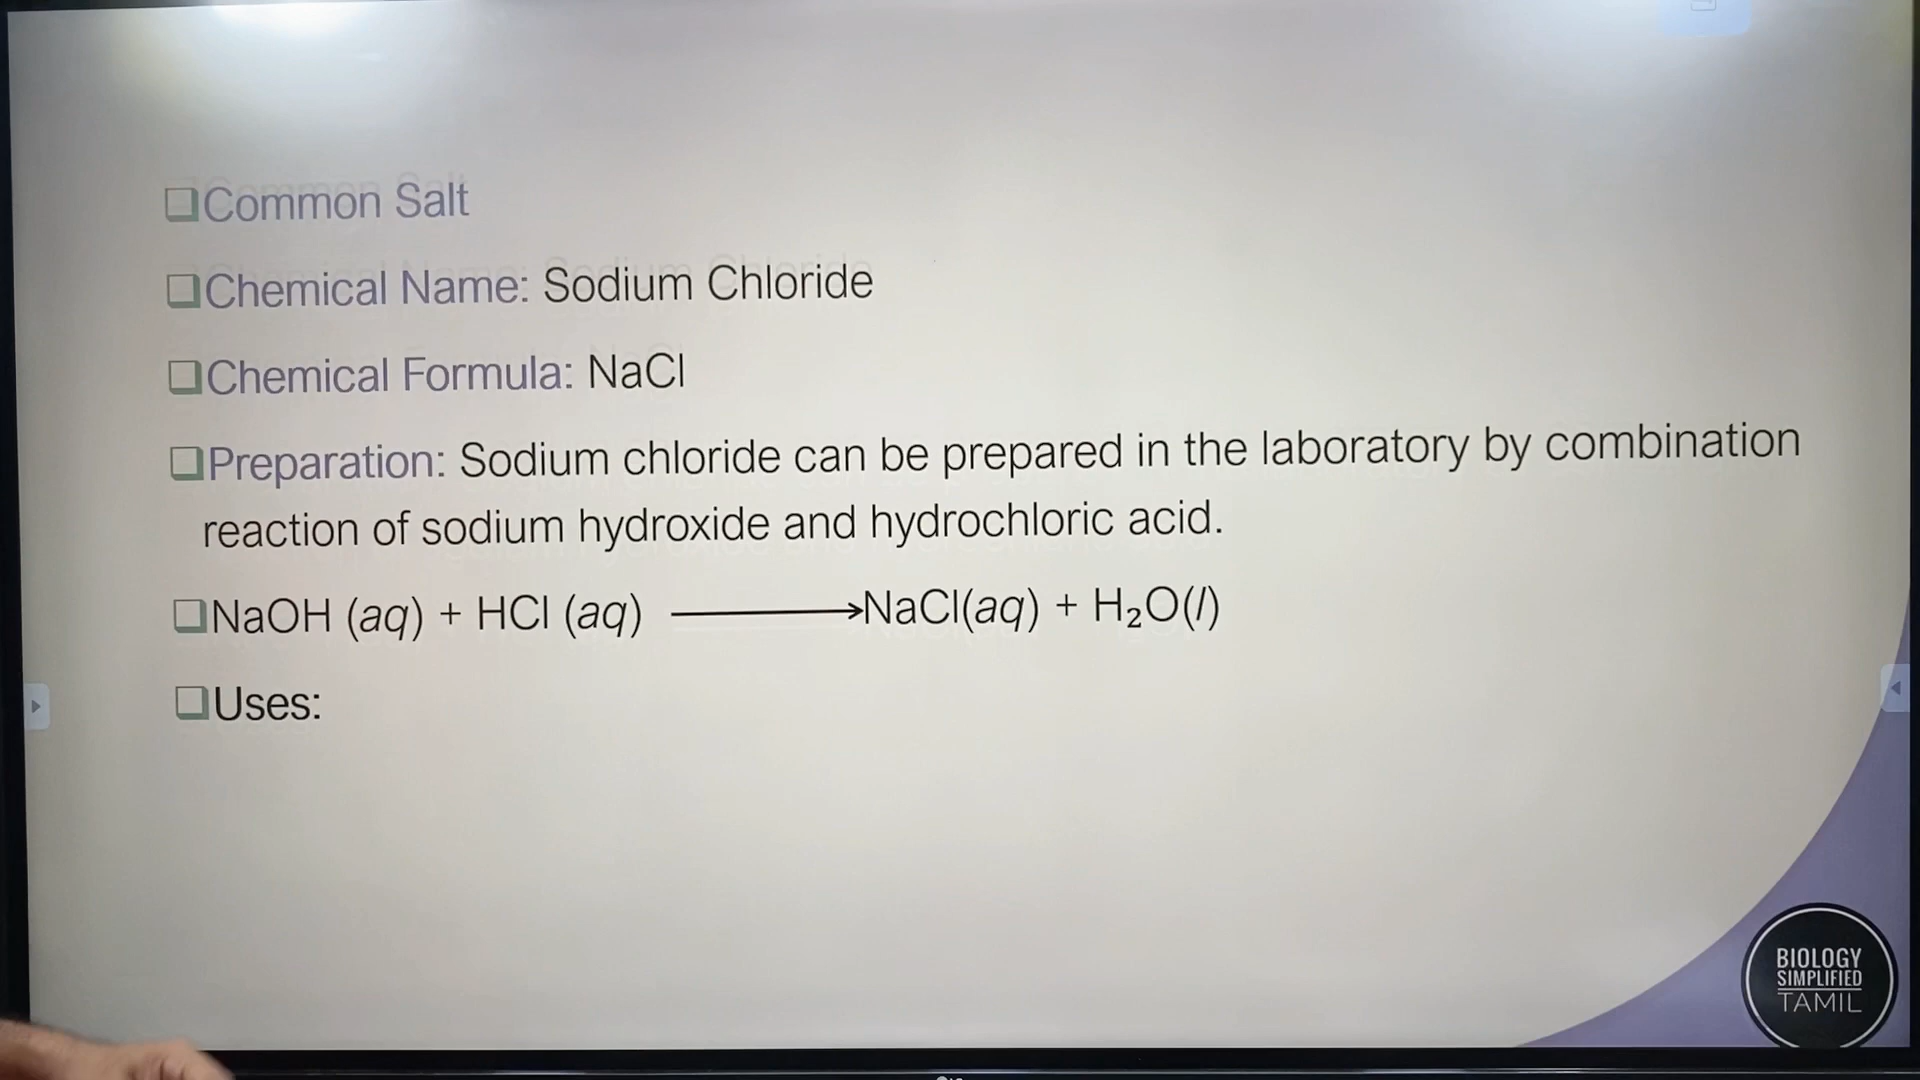 ❑Common Salt
❑Chemical Name: Sodium Chloride
❑Chemical Formula: NaCl
❑Preparation: Sodium chloride can be prepared in the laboratory by combination
reaction of sodium hydroxide and hydrochloric acid.
❑NaOH (aq) + HCl (aq) ⟶NaCl(aq) + H₂O(l)
❑Uses:
BIOLOGY
SIMPLIFIED
TAMIL